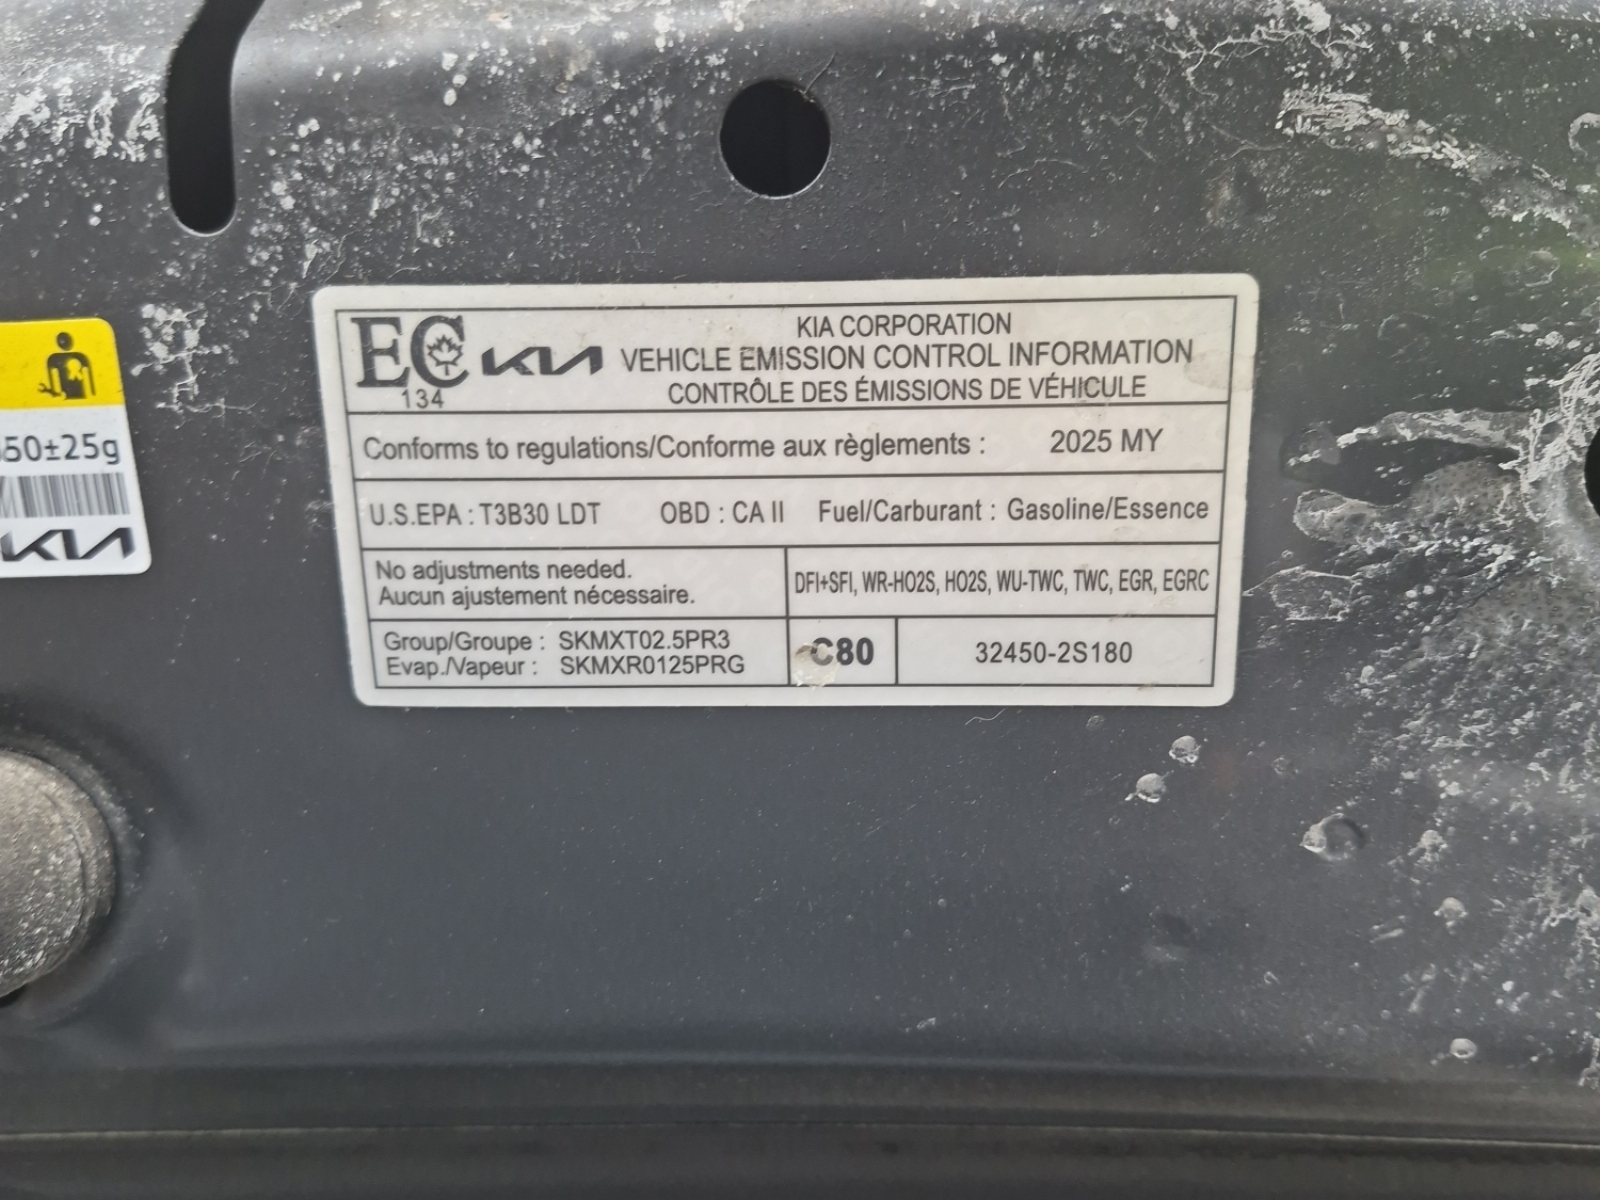 EC KIA
134
KIA CORPORATION
VEHICLE EMISSION CONTROL INFORMATION
CONTRÔLE DES ÉMISSIONS DE VÉHICULE
Conforms to regulations/Conforme aux règlements : 2025 MY
U.S.EPA : T3B30 LDT OBD : CA II Fuel/Carburant : Gasoline/Essence
No adjustments needed.
Aucun ajustement nécessaire.
DFI+SFI, WR-HO2S, HO2S, WU-TWC, TWC, EGR, EGRC
Group/Groupe : SKMXT02.5PR3
Evap./Vapeur : SKMXR0125PRG
C80
32450-2S180
50±25g
KIA